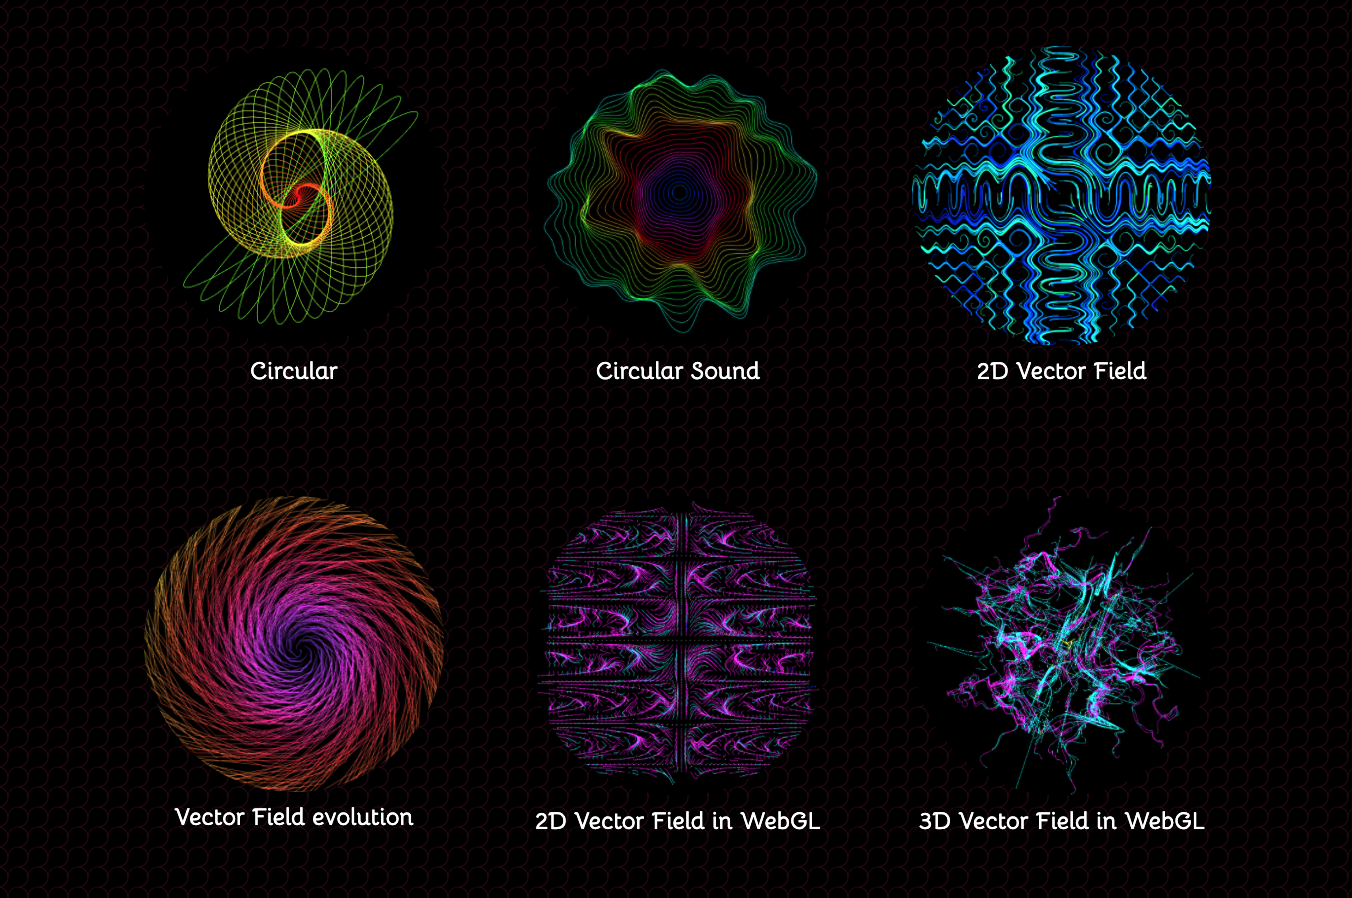 Circular
Circular Sound
2D Vector Field
Vector Field evolution
2D Vector Field in WebGL
3D Vector Field in WebGL